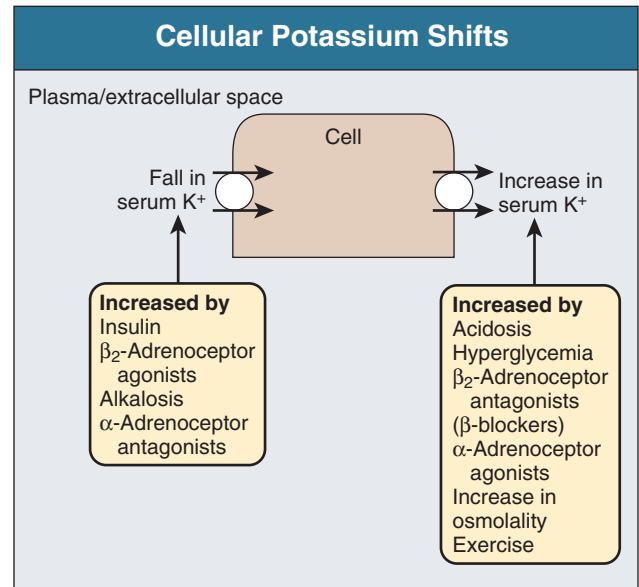 Cellular Potassium Shifts
Plasma/extracellular space
Cell
Fall in
serum K⁺
Increase in
serum K⁺
Increased by
Insulin
β₂-Adrenoceptor
agonists
Alkalosis
α-Adrenoceptor
antagonists
Increased by
Acidosis
Hyperglycemia
β₂-Adrenoceptor
antagonists
(β-blockers)
α-Adrenoceptor
agonists
Increase in
osmolality
Exercise